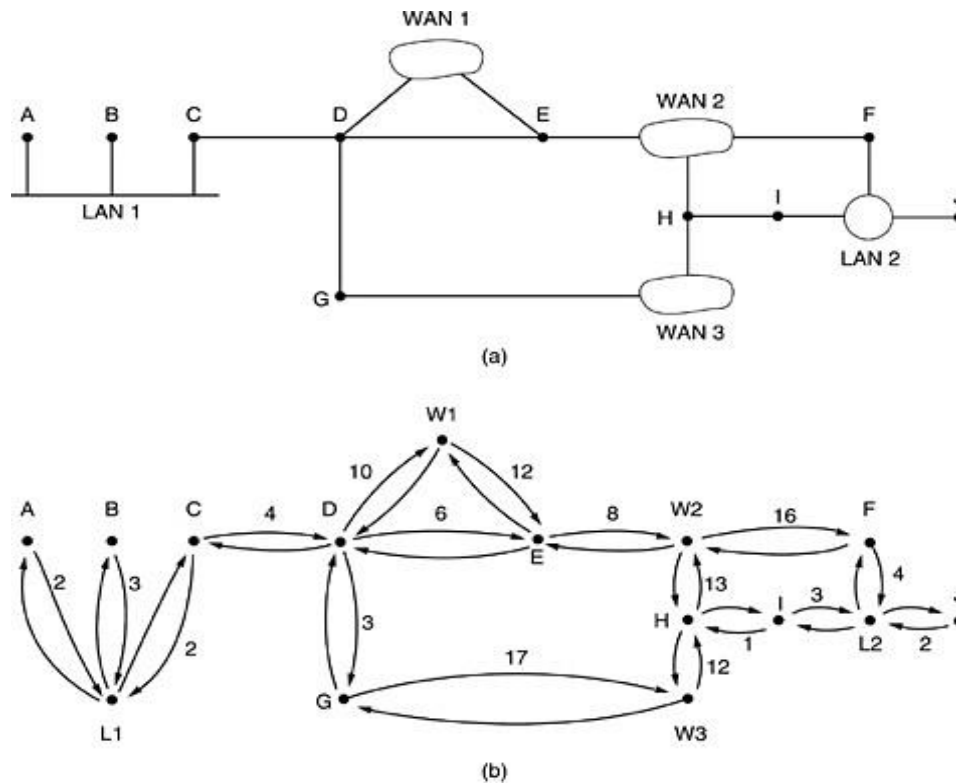 WAN 1
A B C D E WAN 2 F
LAN 1
H I
LAN 2
G
WAN 3
(a)
W1
10 12
A B C 4 D 6 E 8 W2 16 F
2 3 2 3 13 4
H 1 I 3 L2 2
17 12
L1 G W3
(b)